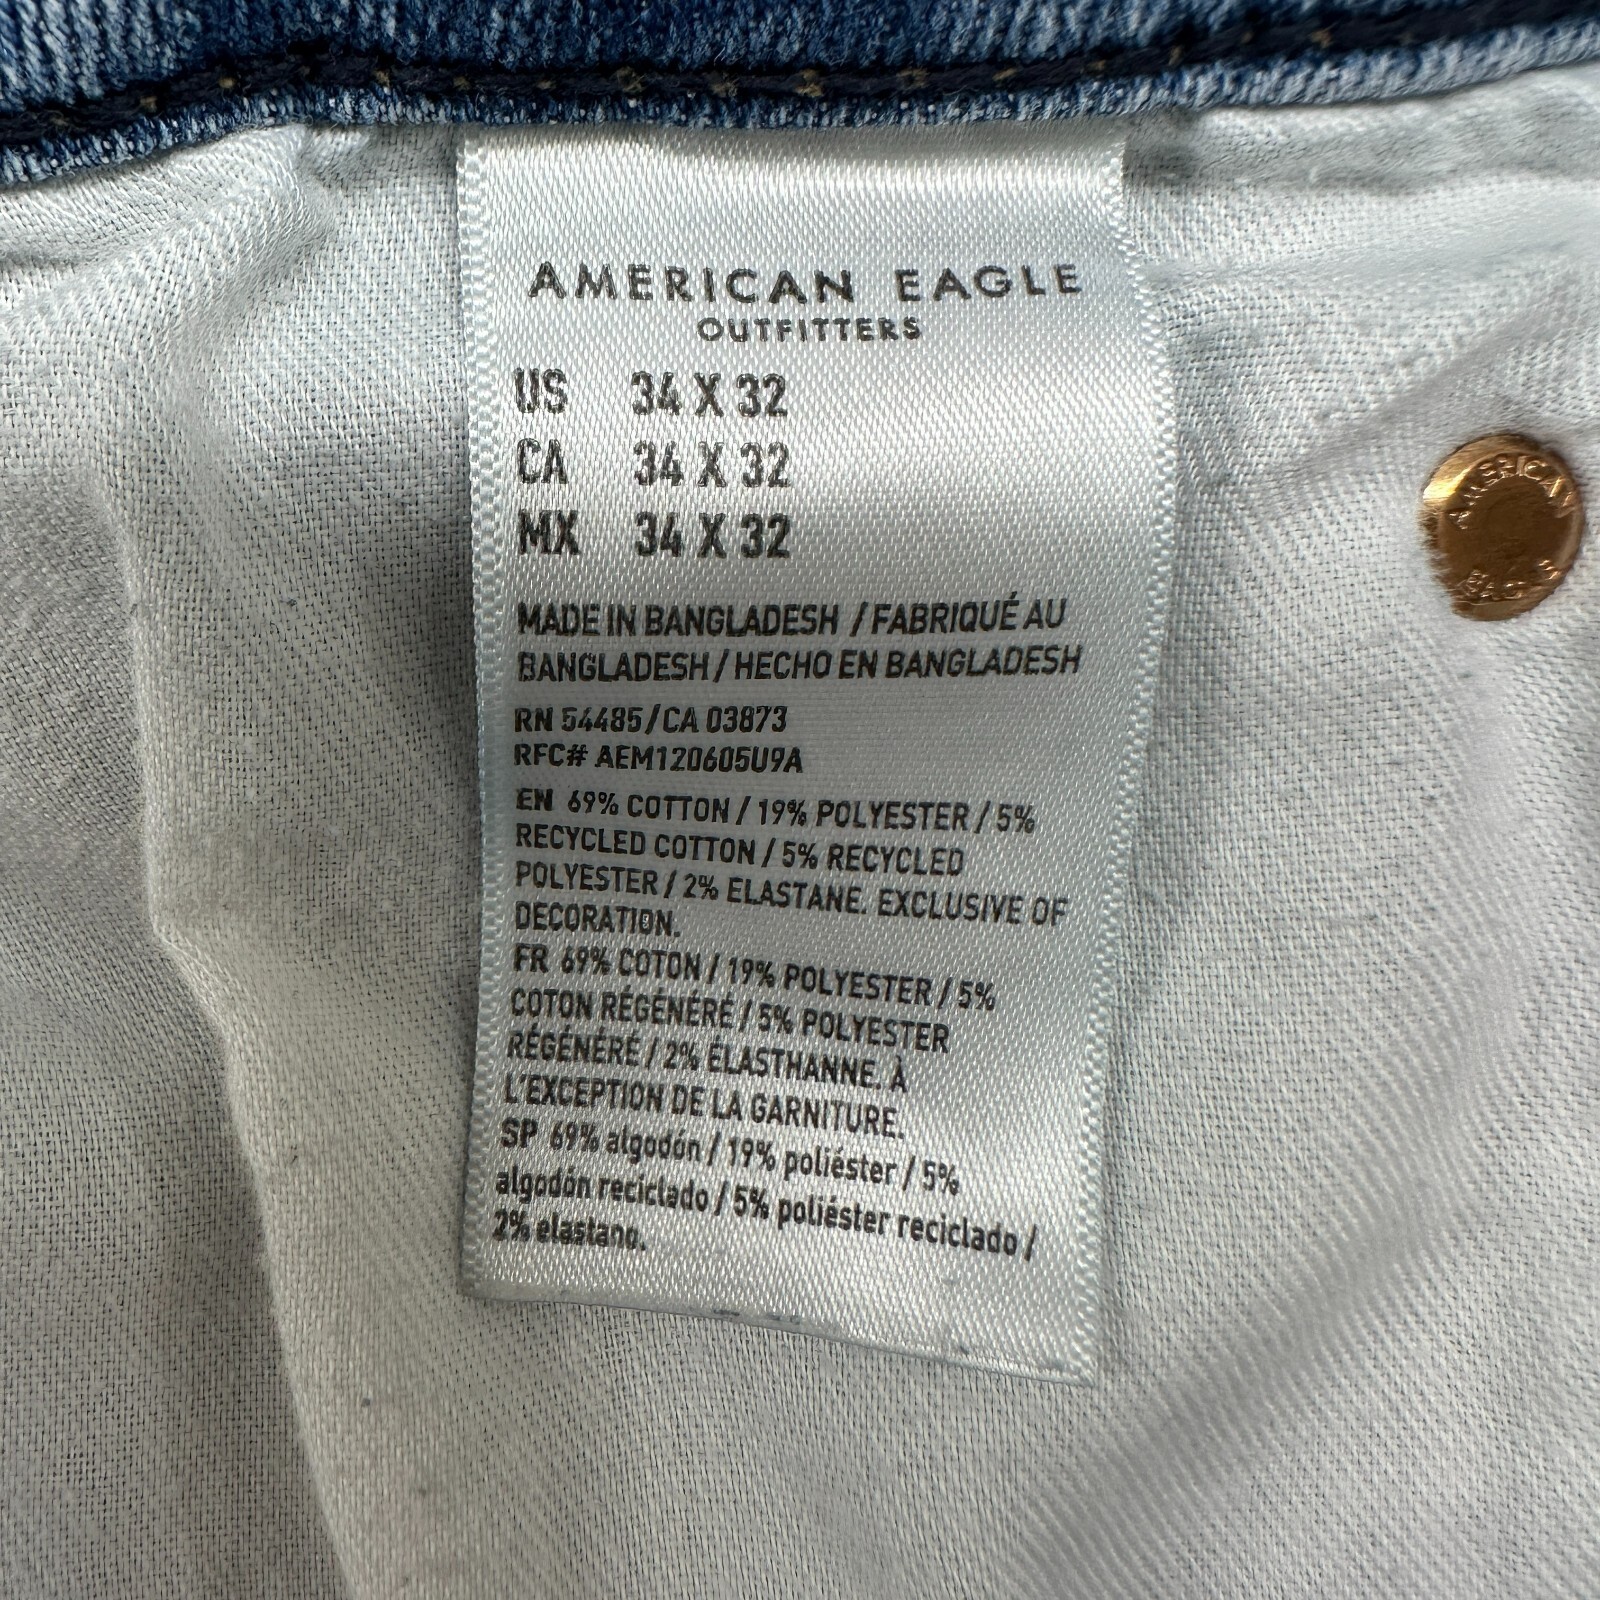 AMERICAN EAGLE
OUTFITTERS
US 34 X 32
CA 34 X 32
MX 34 X 32
MADE IN BANGLADESH / FABRIQUÉ AU
BANGLADESH / HECHO EN BANGLADESH
RN 54485/CA 03873
RFC# AEM120605U9A
EN 69% COTTON / 19% POLYESTER / 5%
RECYCLED COTTON / 5% RECYCLED
POLYESTER / 2% ELASTANE. EXCLUSIVE OF
DECORATION.
FR 69% COTON / 19% POLYESTER / 5%
COTON RÉGÉNÉRÉ / 5% POLYESTER
RÉGÉNÉRÉ / 2% ÉLASTHANNE. À
L'EXCEPTION DE LA GARNITURE.
SP 69% algodón / 19% poliéster / 5%
algodón reciclado / 5% poliéster reciclado /
2% elastano.
AMERICAN